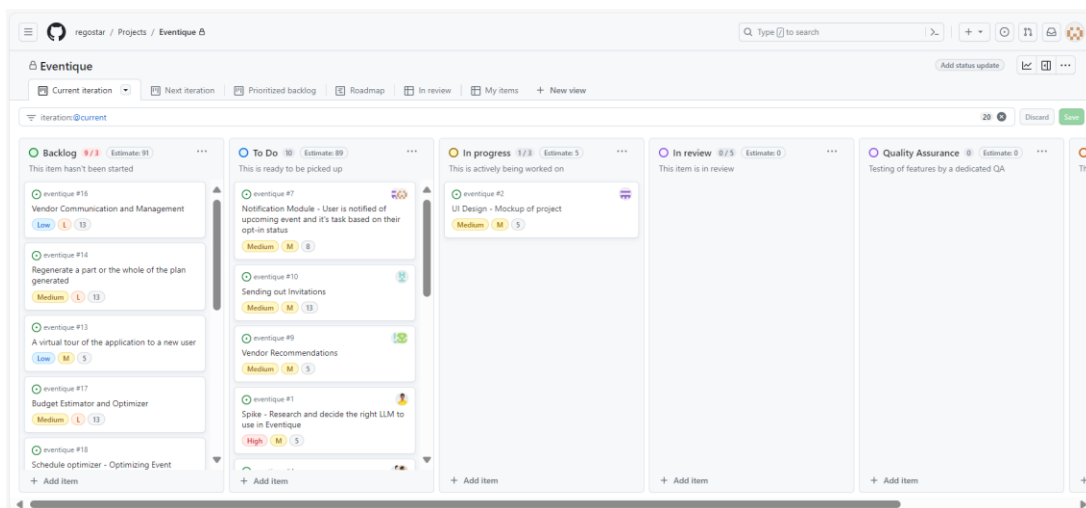 regostar / Projects / Eventique
Type / to search
Eventique
Add status update
Current iteration
Next iteration
Prioritized backlog
Roadmap
In review
My items
+ New view
iteration:@current
20
Discard
Save
Backlog 9 / 3 Estimate: 91
This item hasn't been started
eventique #16
Vendor Communication and Management
Low L 13
eventique #14
Regenerate a part or the whole of the plan
generated
Medium L 13
eventique #13
A virtual tour of the application to a new user
Low M 5
eventique #17
Budget Estimator and Optimizer
Medium L 13
eventique #18
Schedule optimizer - Optimizing Event
+ Add item
To Do 10 Estimate: 89
This is ready to be picked up
eventique #7
Notification Module - User is notified of
upcoming event and it's task based on their
opt-in status
Medium M 8
eventique #10
Sending out Invitations
Medium M 13
eventique #9
Vendor Recommendations
Medium M 5
eventique #1
Spike - Research and decide the right LLM to
use in Eventique
High M 5
+ Add item
In progress 1 / 3 Estimate: 5
This is actively being worked on
eventique #2
UI Design - Mockup of project
Medium M 5
+ Add item
In review 0 / 5 Estimate: 0
This item is in review
+ Add item
Quality Assurance 0 Estimate: 0
Testing of features by a dedicated QA
+ Add item